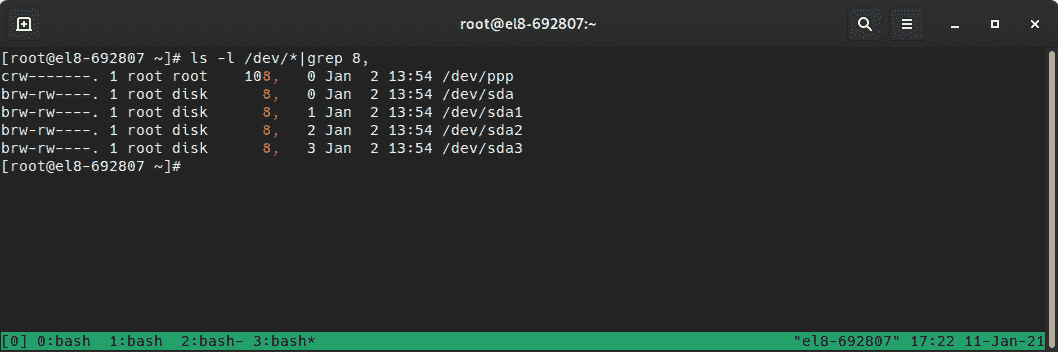 root@el8-692807:~
[root@el8-692807 ~]# ls -l /dev/*|grep 8,
crw-------. 1 root root    108,   0 Jan  2 13:54 /dev/ppp
brw-rw----. 1 root disk      8,   0 Jan  2 13:54 /dev/sda
brw-rw----. 1 root disk      8,   1 Jan  2 13:54 /dev/sda1
brw-rw----. 1 root disk      8,   2 Jan  2 13:54 /dev/sda2
brw-rw----. 1 root disk      8,   3 Jan  2 13:54 /dev/sda3
[root@el8-692807 ~]#
[0] 0:bash  1:bash  2:bash- 3:bash* "el8-692807" 17:22 11-Jan-21